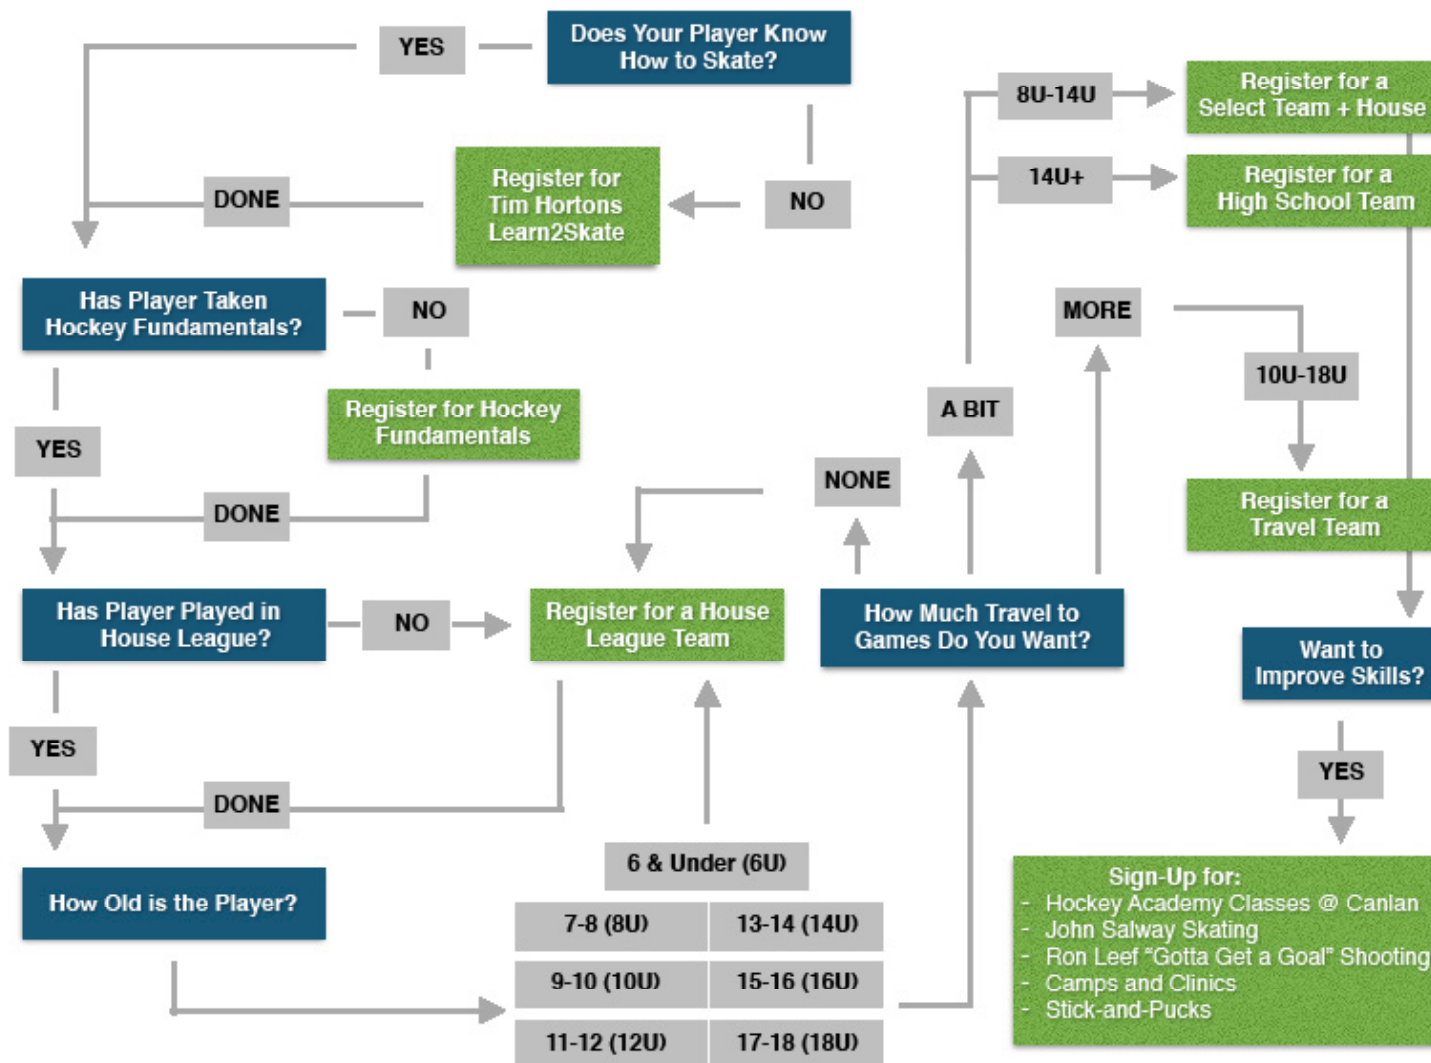 Does Your Player Know
How to Skate?
YES
NO
Register for
Tim Hortons
Learn2Skate
DONE
Has Player Taken
Hockey Fundamentals?
NO
YES
Register for Hockey
Fundamentals
DONE
Has Player Played in
House League?
NO
YES
Register for a House
League Team
DONE
How Old is the Player?
6 & Under (6U)
7-8 (8U)
13-14 (14U)
9-10 (10U)
15-16 (16U)
11-12 (12U)
17-18 (18U)
How Much Travel to
Games Do You Want?
NONE
A BIT
MORE
8U-14U
14U+
10U-18U
Register for a
Select Team + House
Register for a
High School Team
Register for a
Travel Team
Want to
Improve Skills?
YES
Sign-Up for:
- Hockey Academy Classes @ Canlan
- John Salway Skating
- Ron Leef “Gotta Get a Goal” Shooting
- Camps and Clinics
- Stick-and-Pucks